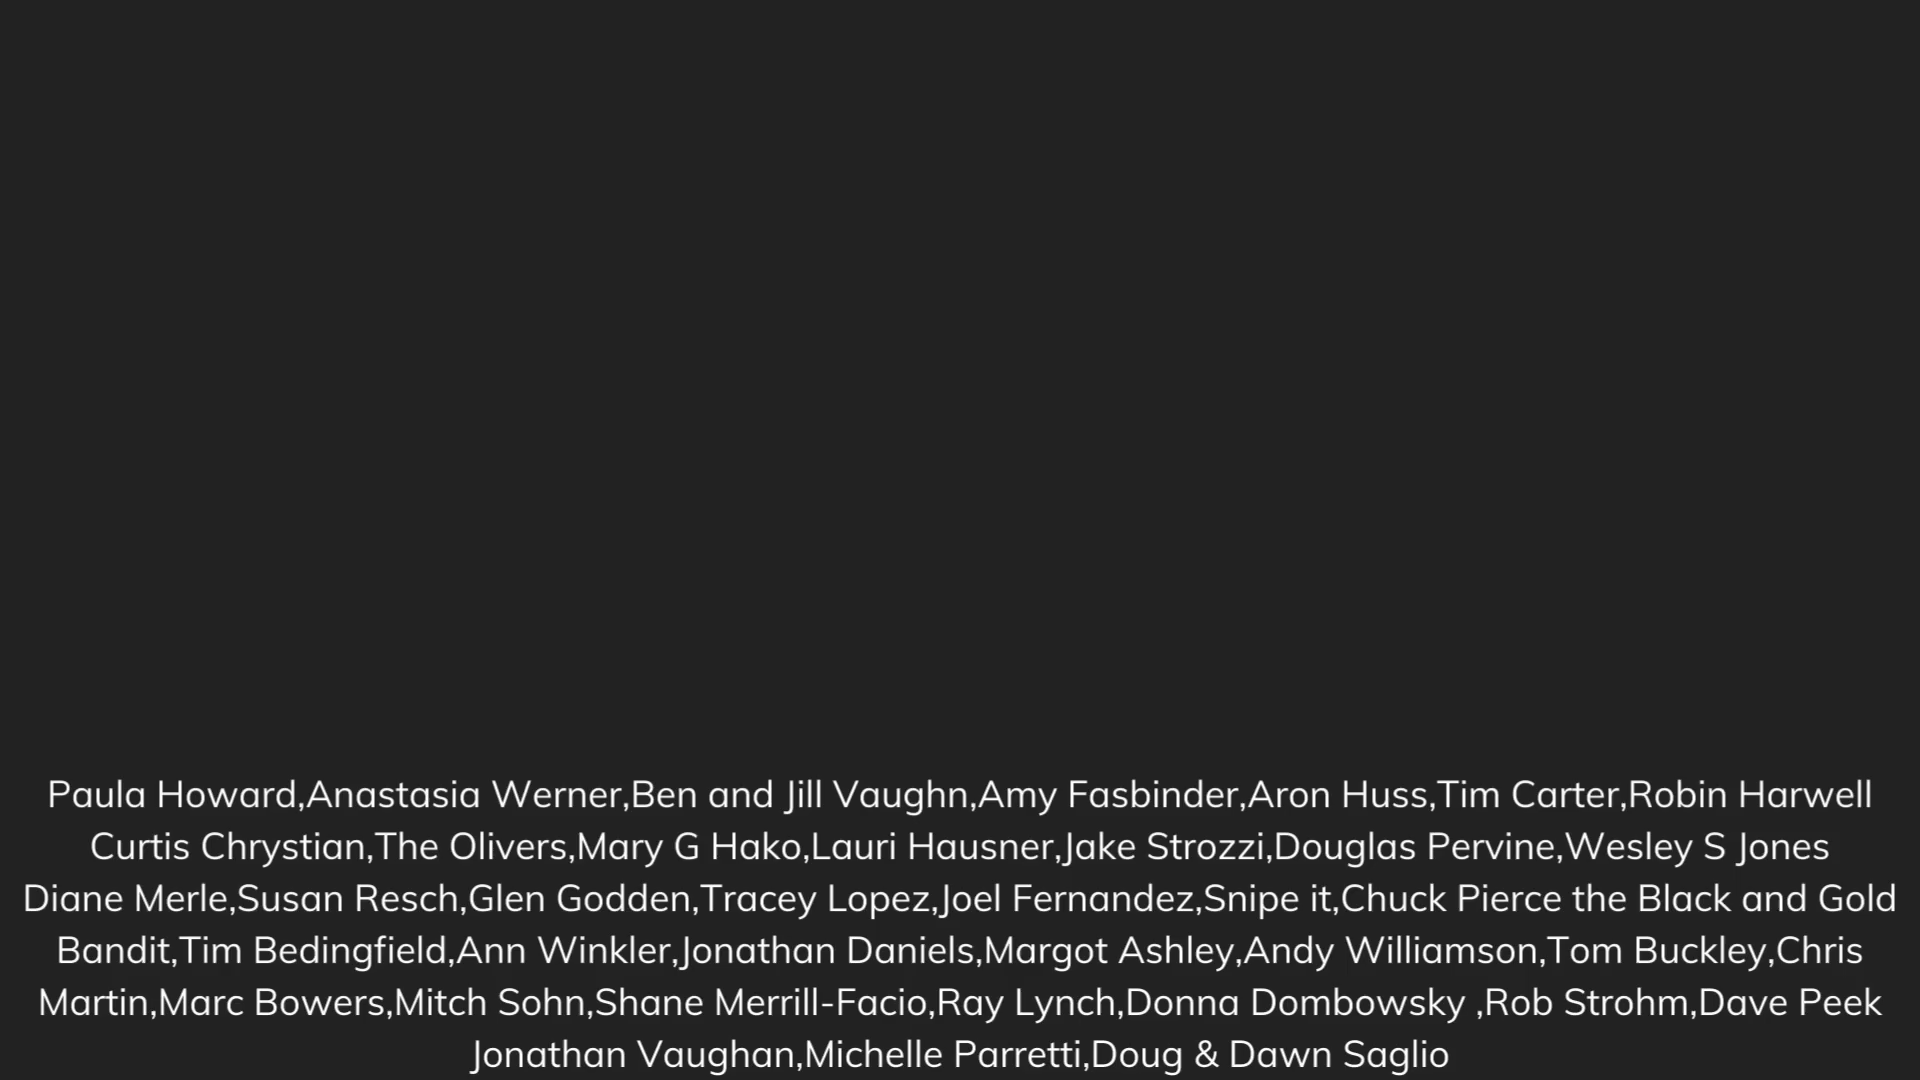 Paula Howard,Anastasia Werner,Ben and Jill Vaughn,Amy Fasbinder,Aron Huss,Tim Carter,Robin Harwell
Curtis Chrystian,The Olivers,Mary G Hako,Lauri Hausner,Jake Strozzi,Douglas Pervine,Wesley S Jones
Diane Merle,Susan Resch,Glen Godden,Tracey Lopez,Joel Fernandez,Snipe it,Chuck Pierce the Black and Gold
Bandit,Tim Bedingfield,Ann Winkler,Jonathan Daniels,Margot Ashley,Andy Williamson,Tom Buckley,Chris
Martin,Marc Bowers,Mitch Sohn,Shane Merrill-Facio,Ray Lynch,Donna Dombowsky ,Rob Strohm,Dave Peek
Jonathan Vaughan,Michelle Parretti,Doug & Dawn Saglio